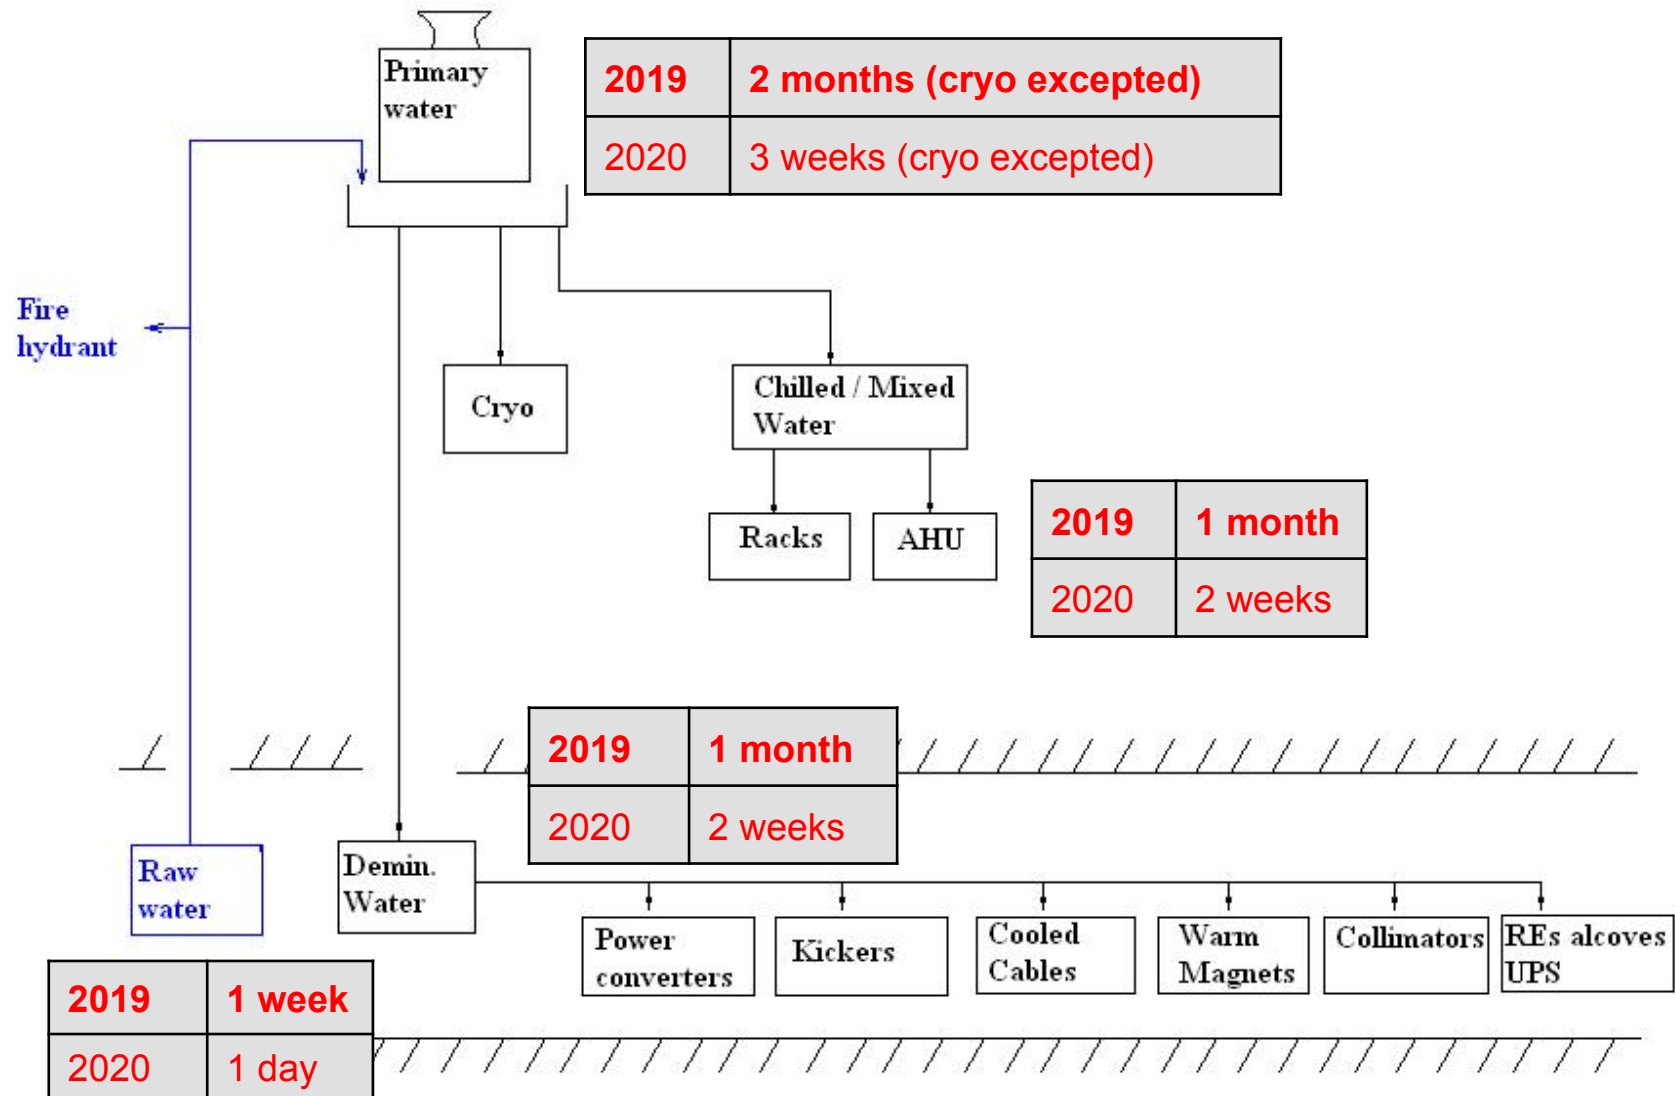 Primary
water
2019 2 months (cryo excepted)
2020 3 weeks (cryo excepted)
Fire
hydrant
Cryo
Chilled / Mixed
Water
Racks
AHU
2019 1 month
2020 2 weeks
2019 1 month
2020 2 weeks
Raw
water
Demin.
Water
Power
converters
Kickers
Cooled
Cables
Warm
Magnets
Collimators
REs alcoves
UPS
2019 1 week
2020 1 day